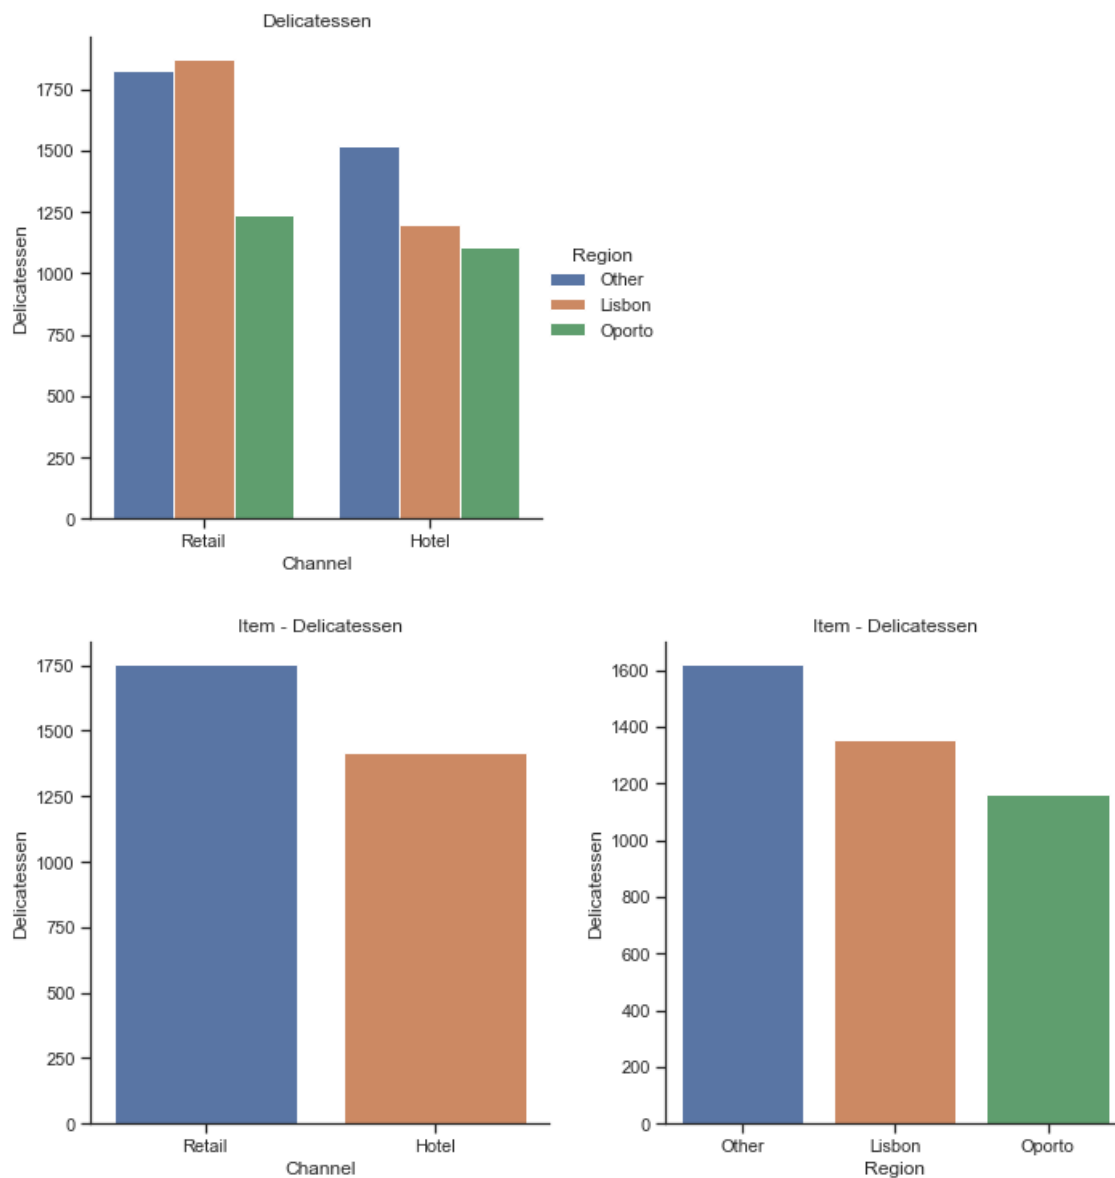 Delicatessen
1750
1500
1250
1000
750
500
250
0
Delicatessen
Retail Hotel
Channel
Region
Other
Lisbon
Oporto
Item - Delicatessen
1750
1500
1250
1000
750
500
250
0
Delicatessen
Retail Hotel
Channel
Item - Delicatessen
1600
1400
1200
1000
800
600
400
200
0
Delicatessen
Other Lisbon Oporto
Region